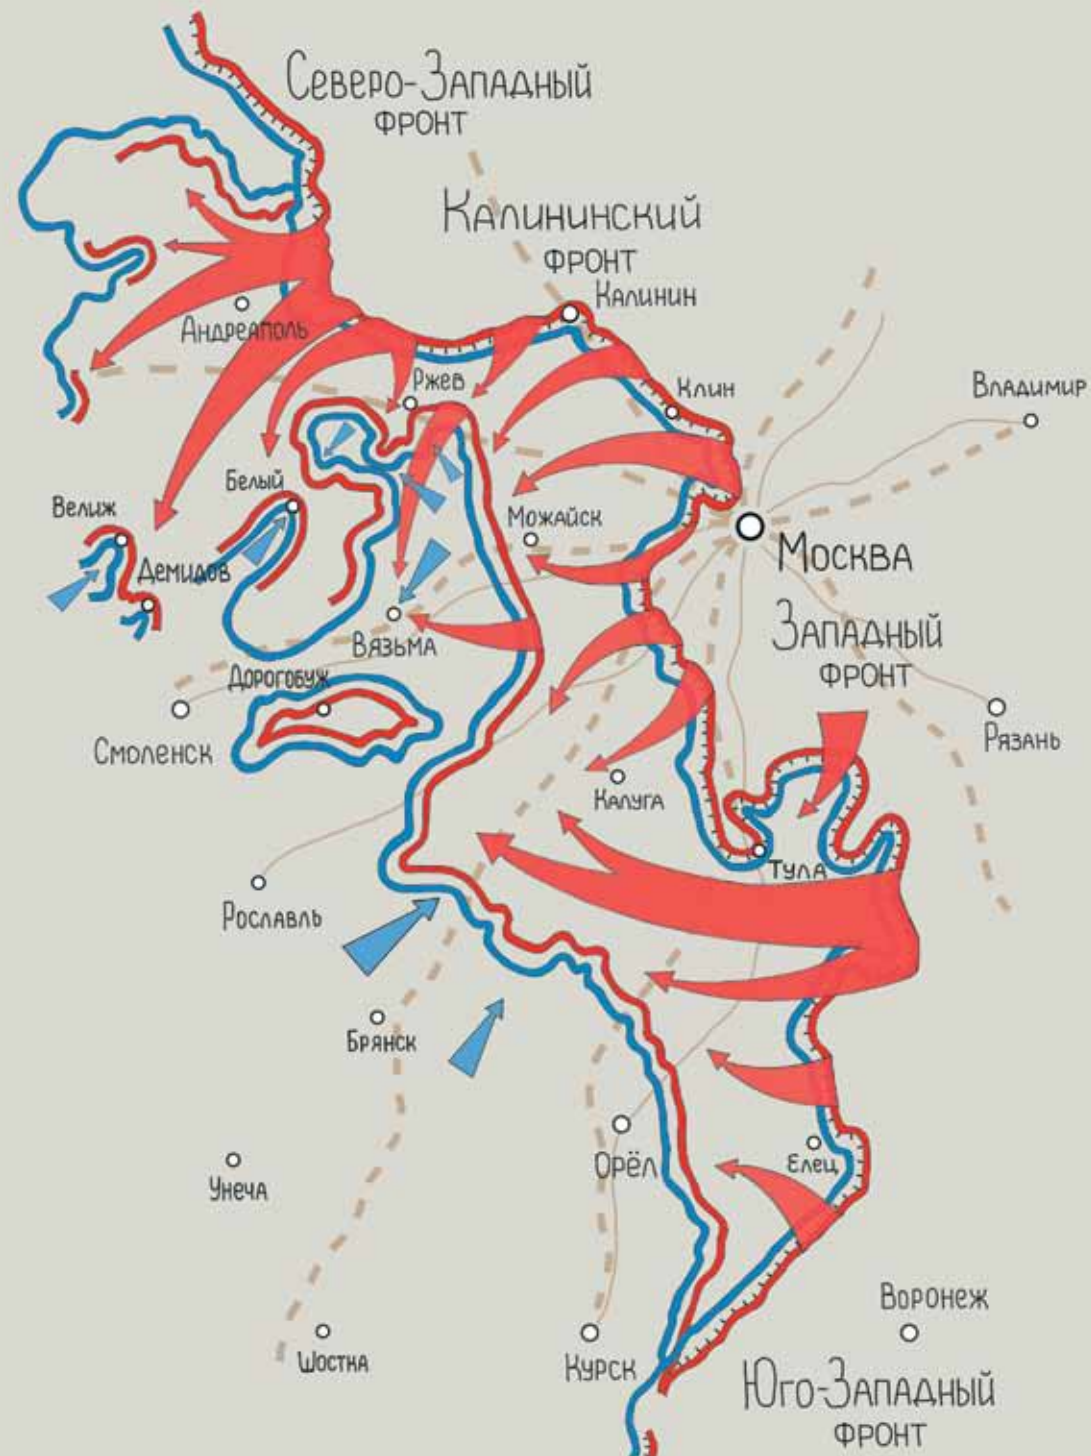 Северо-Западный
фронт
Калининский
фронт
Калинин
Андреаполь
Ржев
Клин
Владимир
Белый
Велиж
Можайск
Москва
Демидов
Вязьма
Западный
фронт
Дорогобуж
Смоленск
Рязань
Калуга
Тула
Рославль
Брянск
Орёл
Елец
Унеча
Воронеж
Шостка
Курск
Юго-Западный
фронт